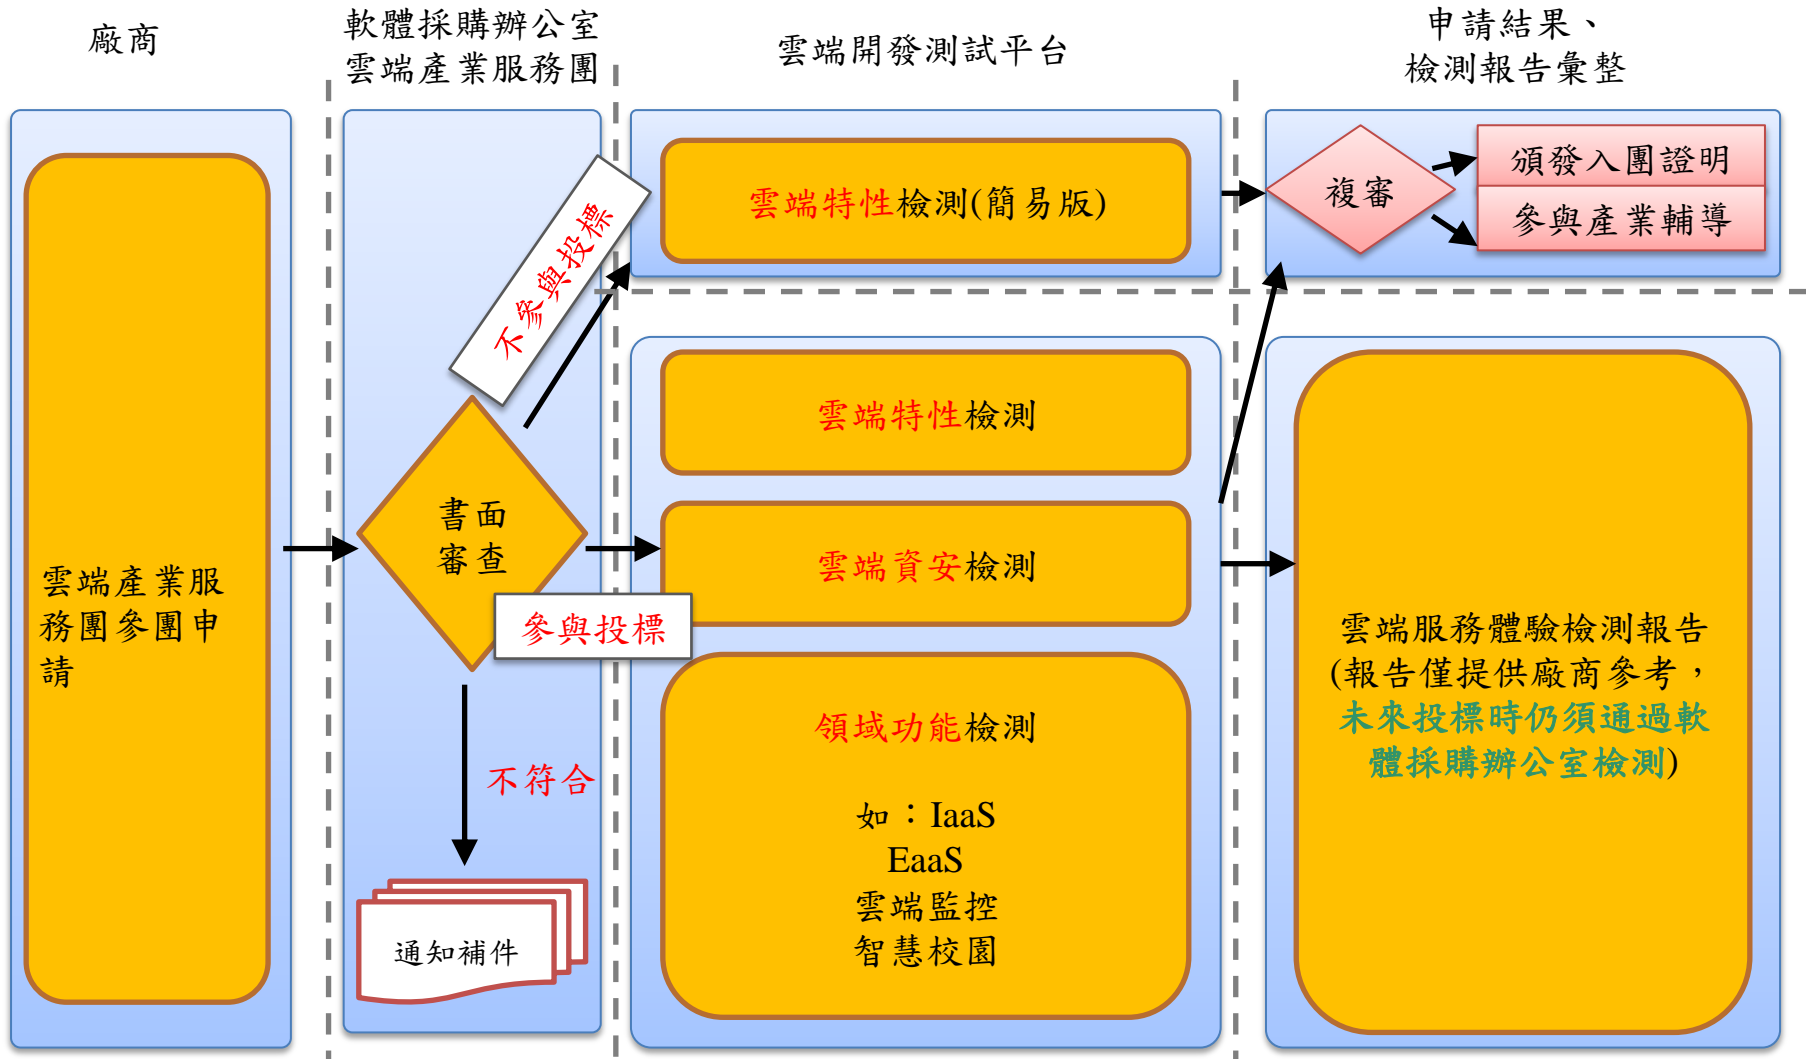 廠商
軟體採購辦公室
雲端產業服務團
雲端開發測試平台
申請結果、
檢測報告彙整
雲端產業服
務團參團申
請
書面
審查
不參與投標
參與投標
不符合
通知補件
雲端特性檢測(簡易版)
雲端特性檢測
雲端資安檢測
領域功能檢測
如：IaaS
EaaS
雲端監控
智慧校園
複審
頒發入團證明
參與產業輔導
雲端服務體驗檢測報告
(報告僅提供廠商參考，
未來投標時仍須通過軟
體採購辦公室檢測)